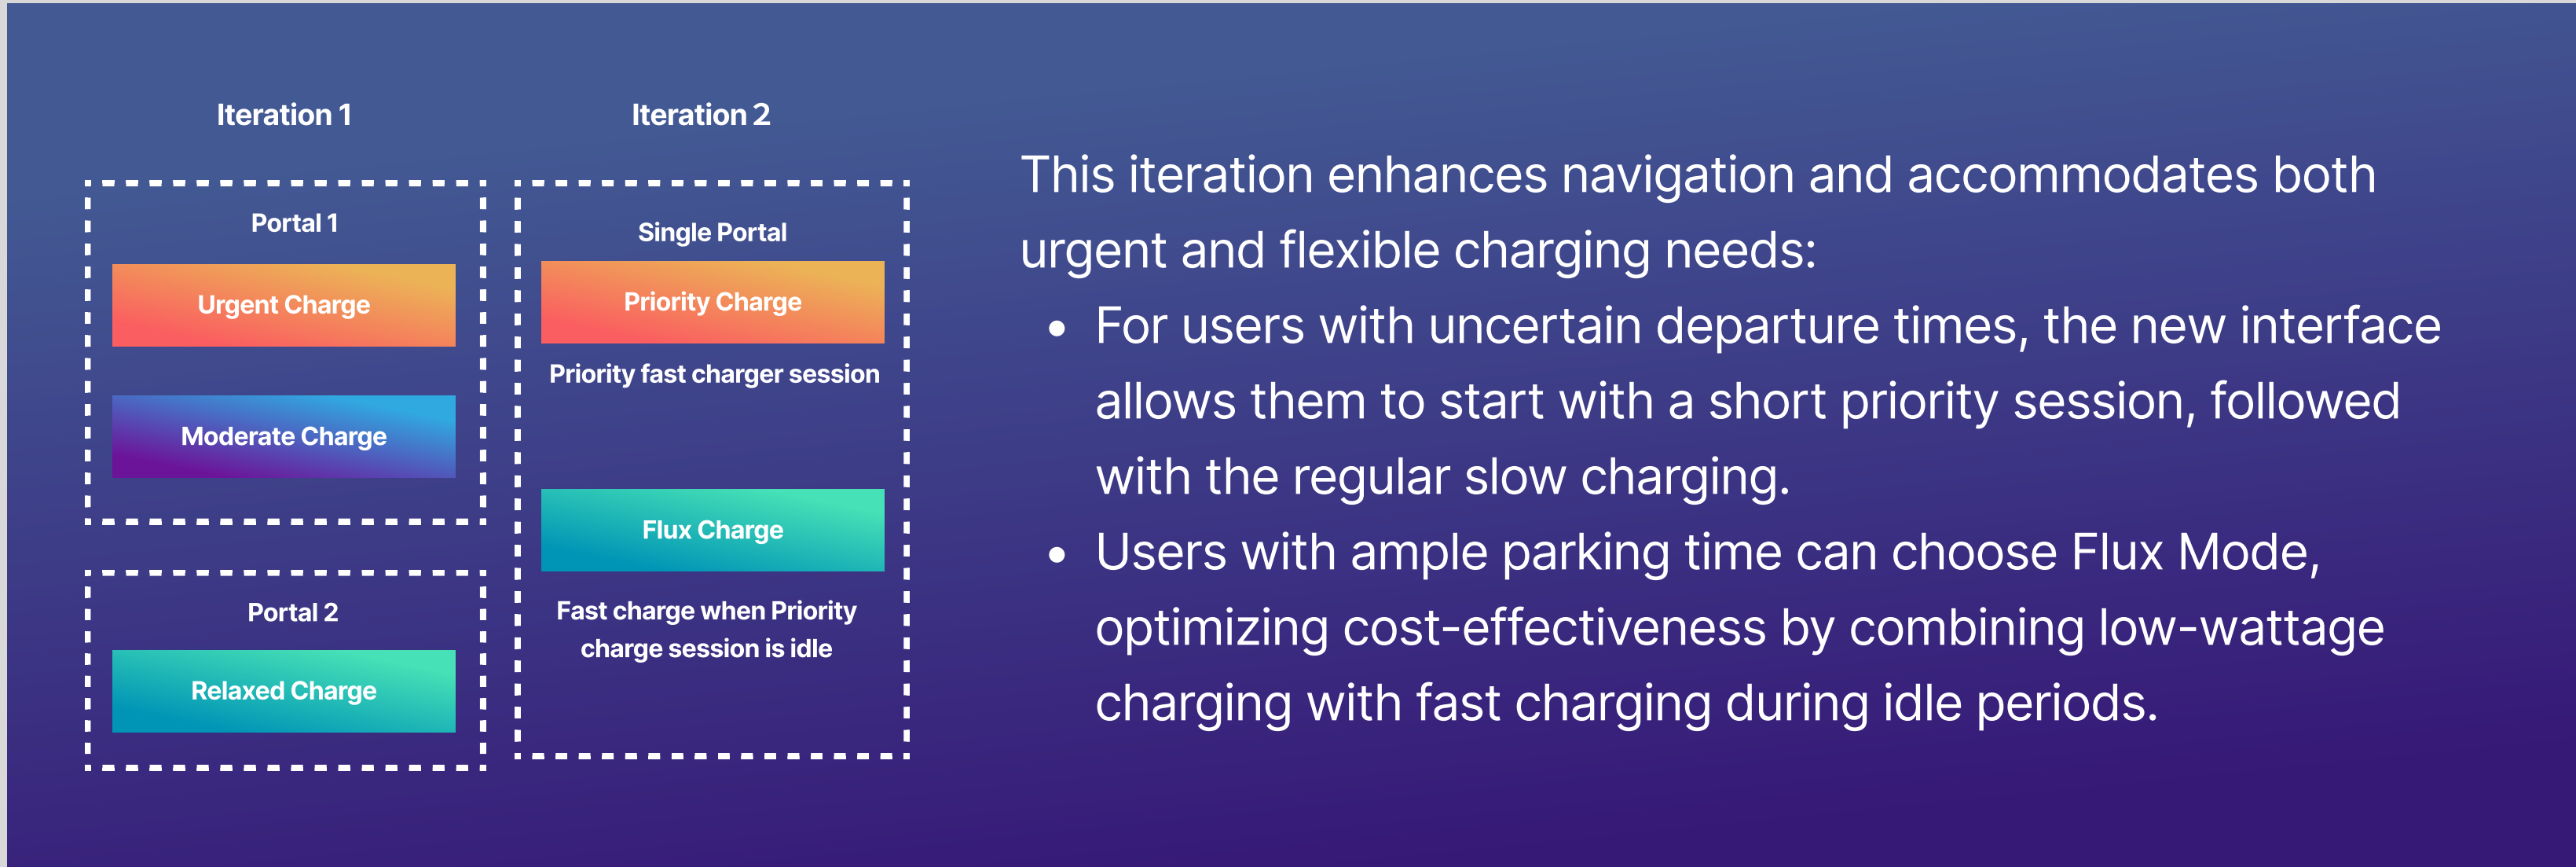 Iteration 1
Portal 1
Urgent Charge
Moderate Charge
Portal 2
Relaxed Charge
Iteration 2
Single Portal
Priority Charge
Priority fast charger session
Flux Charge
Fast charge when Priority
charge session is idle
This iteration enhances navigation and accommodates both
urgent and flexible charging needs:
• For users with uncertain departure times, the new interface
allows them to start with a short priority session, followed
with the regular slow charging.
• Users with ample parking time can choose Flux Mode,
optimizing cost-effectiveness by combining low-wattage
charging with fast charging during idle periods.